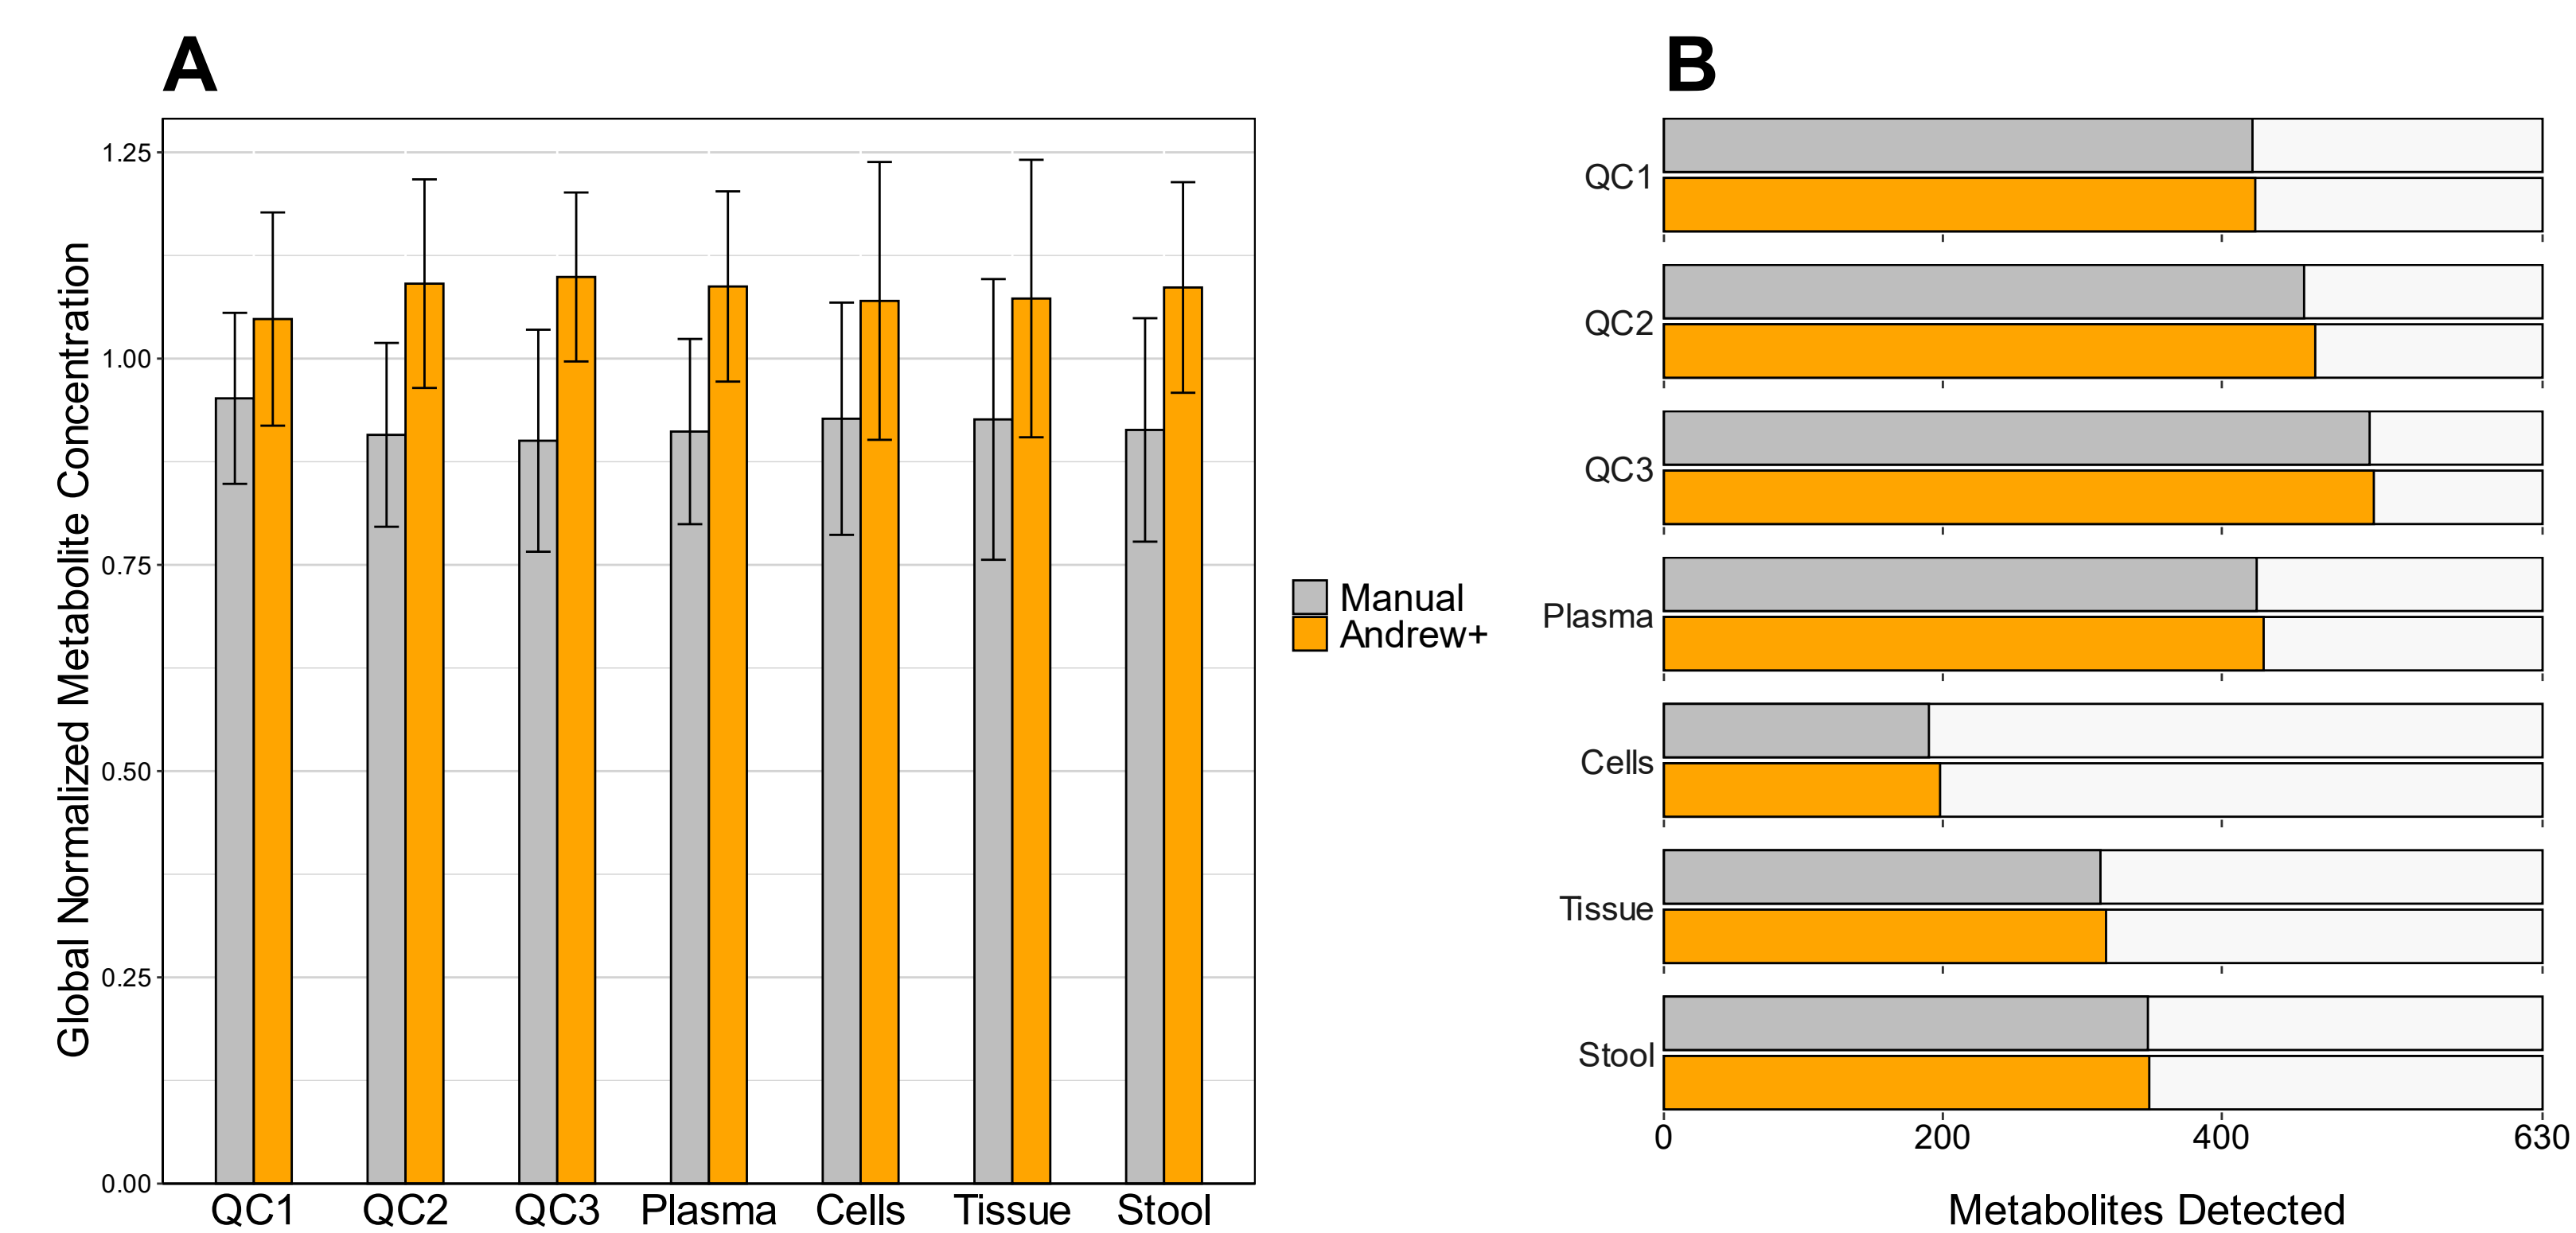 A
Global Normalized Metabolite Concentration
1.25
1.00
0.75
0.50
0.25
0.00
QC1 QC2 QC3 Plasma Cells Tissue Stool
Manual
Andrew+
B
QC1
QC2
QC3
Plasma
Cells
Tissue
Stool
0 200 400 630
Metabolites Detected